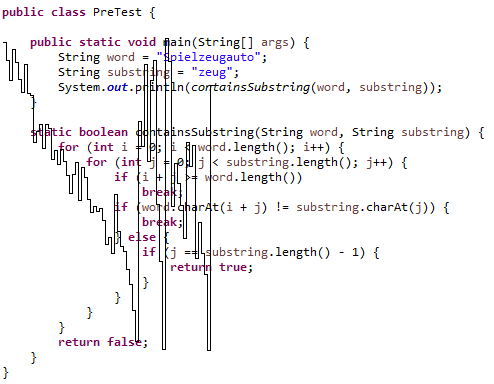 public class PreTest {
public static void main(String[] args) {
String word = "Spielzeugauto";
String substring = "zeug";
System.out.println(containsSubstring(word, substring));
}
static boolean containsSubstring(String word, String substring) {
for (int i = 0; i < word.length(); i++) {
for (int j = 0; j < substring.length(); j++) {
if (i + j >= word.length())
break;
if (word.charAt(i + j) != substring.charAt(j)) {
break;
} else {
if (j == substring.length() - 1) {
return true;
}
}
}
}
return false;
}
}